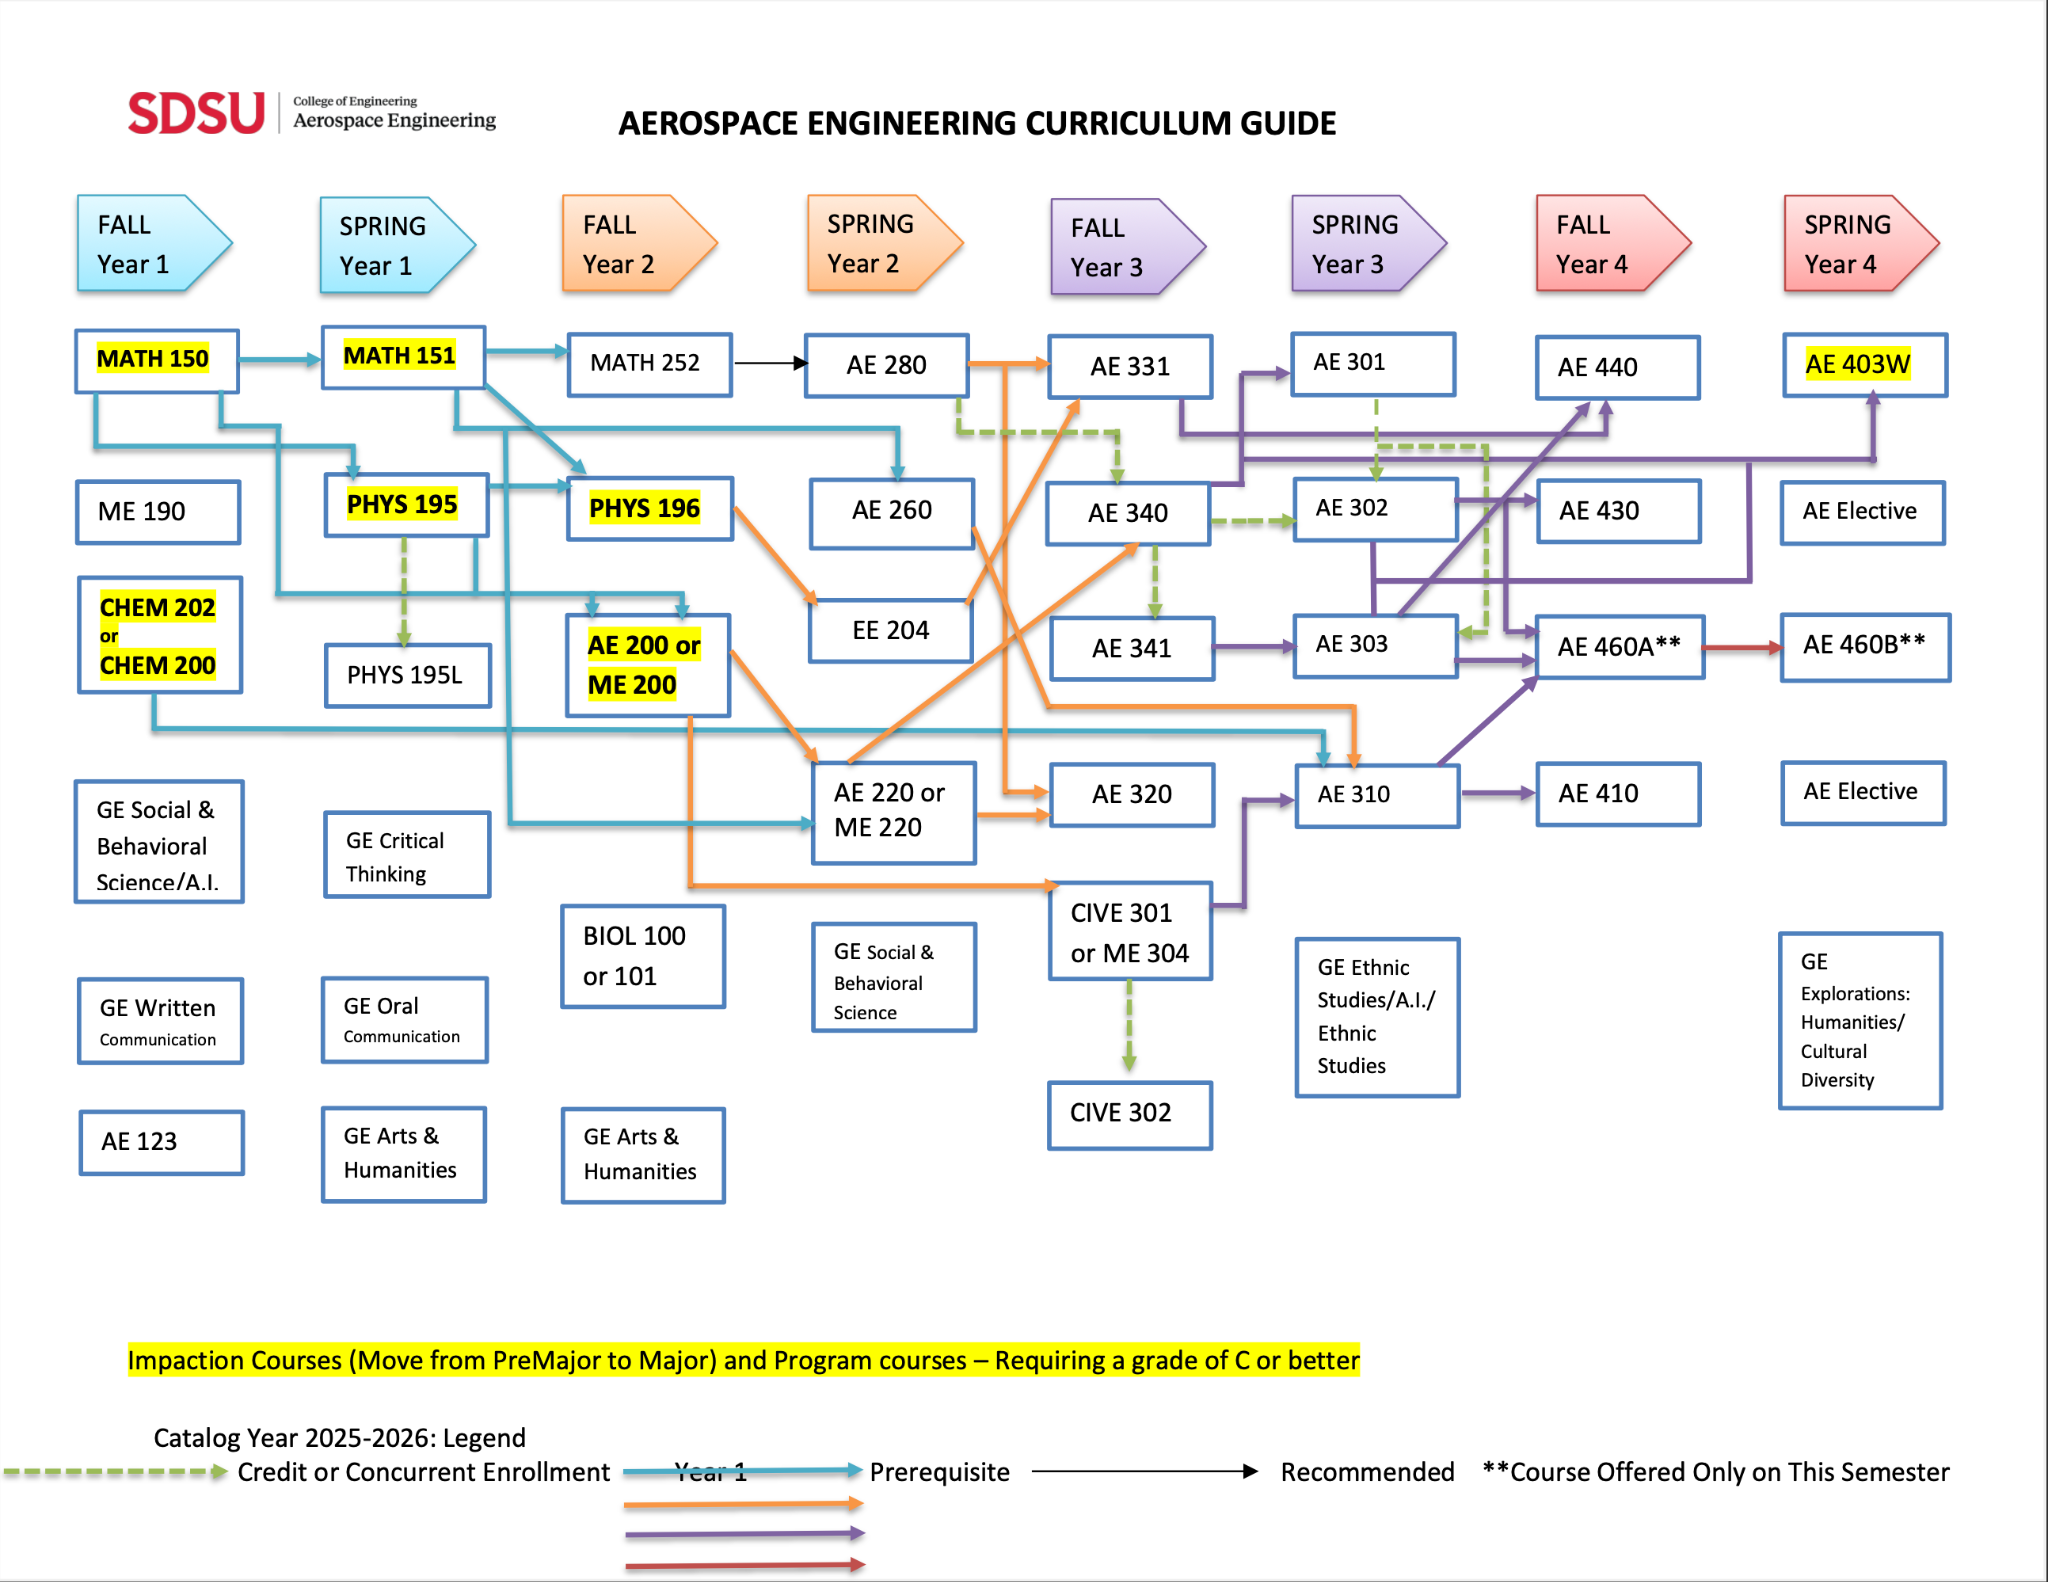 SDSU
College of Engineering
Aerospace Engineering
AEROSPACE ENGINEERING CURRICULUM GUIDE
FALL
Year 1
SPRING
Year 1
FALL
Year 2
SPRING
Year 2
FALL
Year 3
SPRING
Year 3
FALL
Year 4
SPRING
Year 4
MATH 150
MATH 151
MATH 252
AE 280
AE 331
AE 301
AE 440
AE 403W
ME 190
PHYS 195
PHYS 196
AE 260
AE 340
AE 302
AE 430
AE Elective
CHEM 202
or
CHEM 200
PHYS 195L
AE 200 or
ME 200
EE 204
AE 341
AE 303
AE 460A**
AE 460B**
GE Social &
Behavioral
Science/A.I.
GE Critical
Thinking
AE 220 or
ME 220
AE 320
AE 310
AE 410
AE Elective
BIOL 100
or 101
GE Social &
Behavioral
Science
CIVE 301
or ME 304
GE Ethnic
Studies/A.I./
Ethnic
Studies
GE
Explorations:
Humanities/
Cultural
Diversity
GE Written
Communication
GE Oral
Communication
CIVE 302
AE 123
GE Arts &
Humanities
GE Arts &
Humanities
Impaction Courses (Move from PreMajor to Major) and Program courses – Requiring a grade of C or better
Catalog Year 2025-2026: Legend
Credit or Concurrent Enrollment
Year 1
Prerequisite
Recommended
**Course Offered Only on This Semester